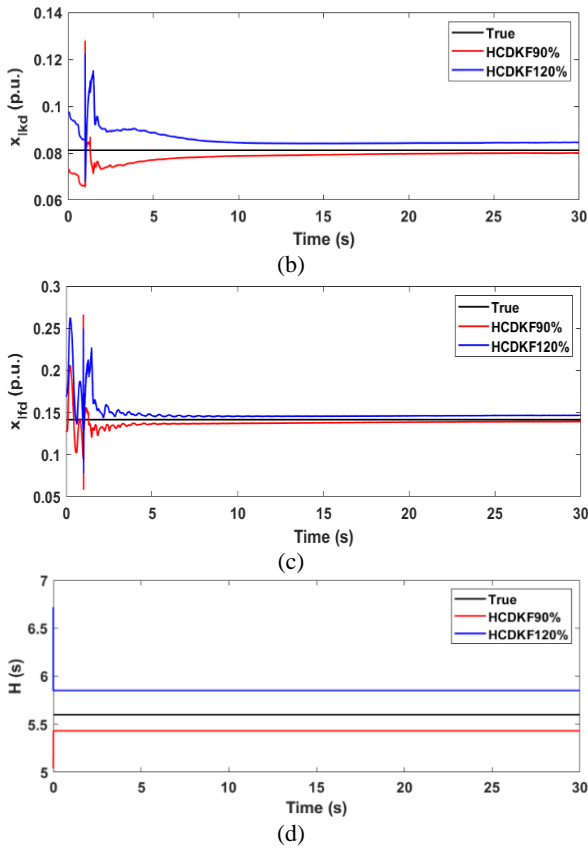 0.14
0.12
0.1
0.08
0.06
x_lkd (p.u.)
True
HCDKF90%
HCDKF120%
0 5 10 15 20 25 30
Time (s)
(b)
0.3
0.25
0.2
0.15
0.1
0.05
x_lfd (p.u.)
True
HCDKF90%
HCDKF120%
0 5 10 15 20 25 30
Time (s)
(c)
7
6.5
6
5.5
5
H (s)
True
HCDKF90%
HCDKF120%
0 5 10 15 20 25 30
Time (s)
(d)